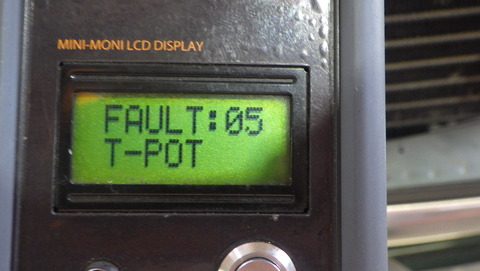 MINI-MONI LCD DISPLAY
FAULT:05
T-POT